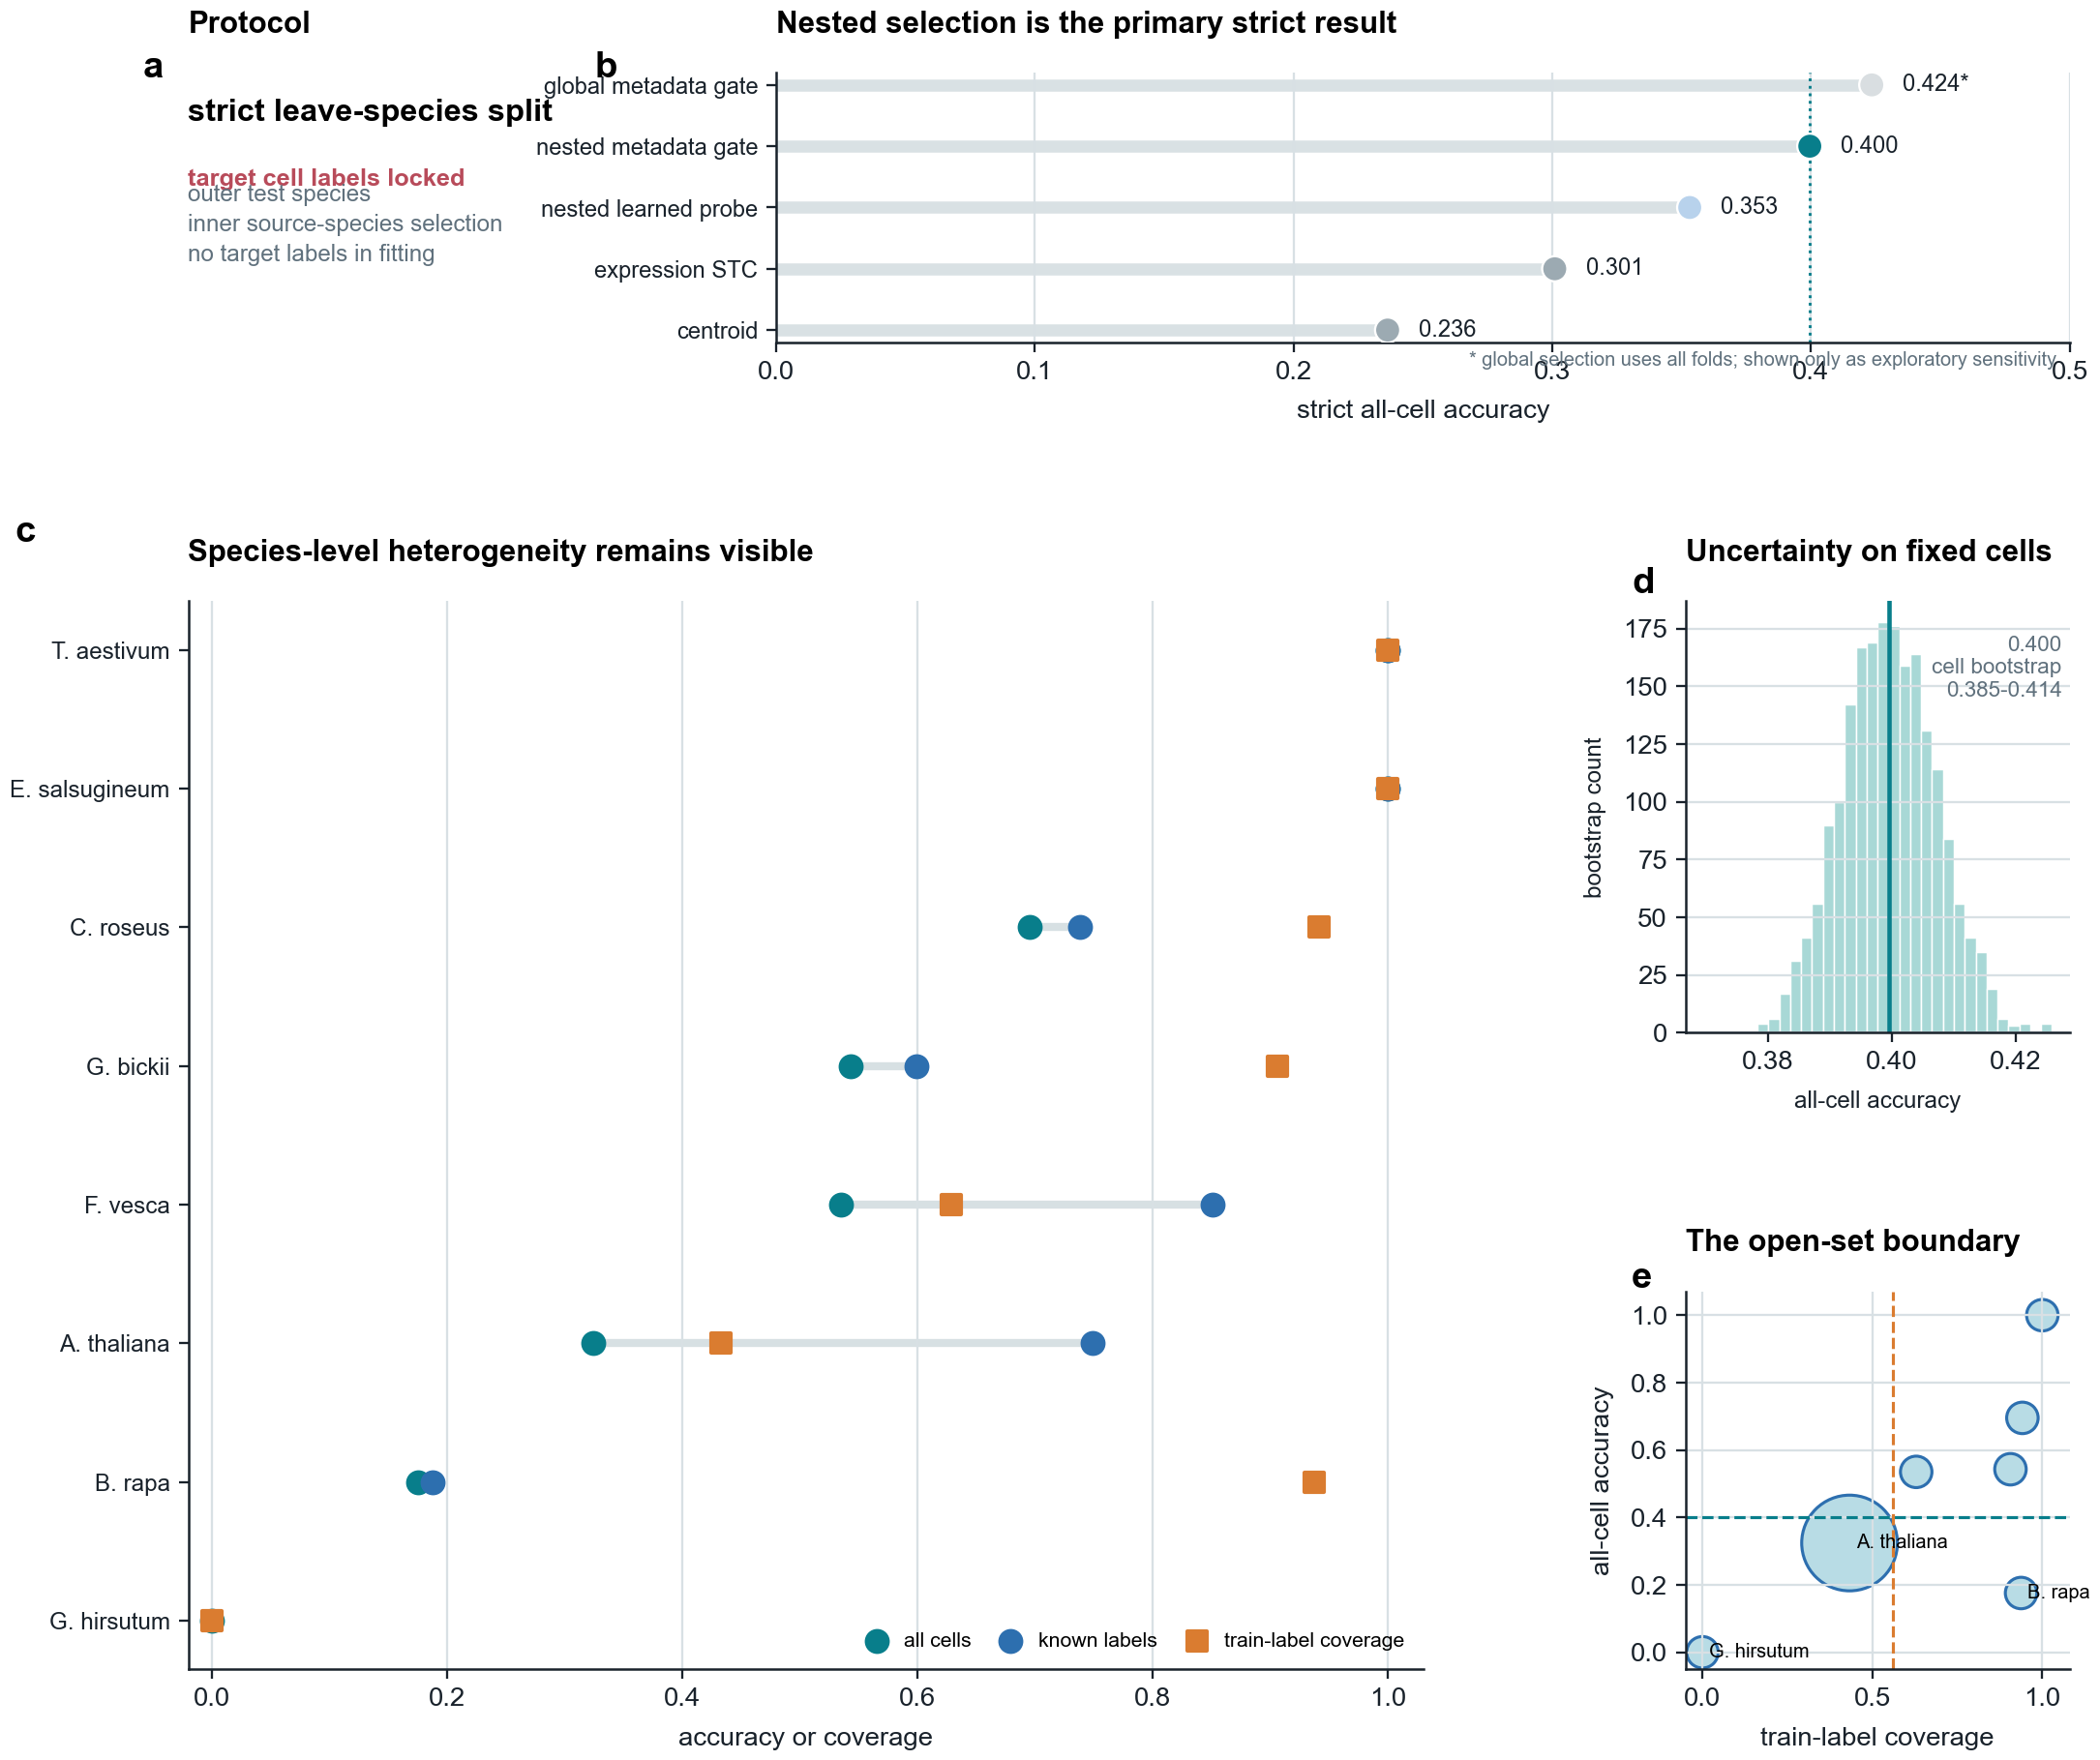 Protocol
a
strict leave-species split
target cell labels locked
outer test species
inner source-species selection
no target labels in fitting
Nested selection is the primary strict result
b
global metadata gate
0.424*
nested metadata gate
0.400
nested learned probe
0.353
expression STC
0.301
centroid
0.236
* global selection uses all folds; shown only as exploratory sensitivity
0.0 0.1 0.2 0.3 0.4 0.5
strict all-cell accuracy
c
Species-level heterogeneity remains visible
T. aestivum
E. salsugineum
C. roseus
G. bickii
F. vesca
A. thaliana
B. rapa
G. hirsutum
all cells known labels train-label coverage
0.0 0.2 0.4 0.6 0.8 1.0
accuracy or coverage
Uncertainty on fixed cells
d
175
150
125
100
75
50
25
0
bootstrap count
0.400
cell bootstrap
0.385-0.414
0.38 0.40 0.42
all-cell accuracy
The open-set boundary
e
1.0
0.8
0.6
0.4
0.2
0.0
all-cell accuracy
A. thaliana
B. rapa
G. hirsutum
0.0 0.5 1.0
train-label coverage